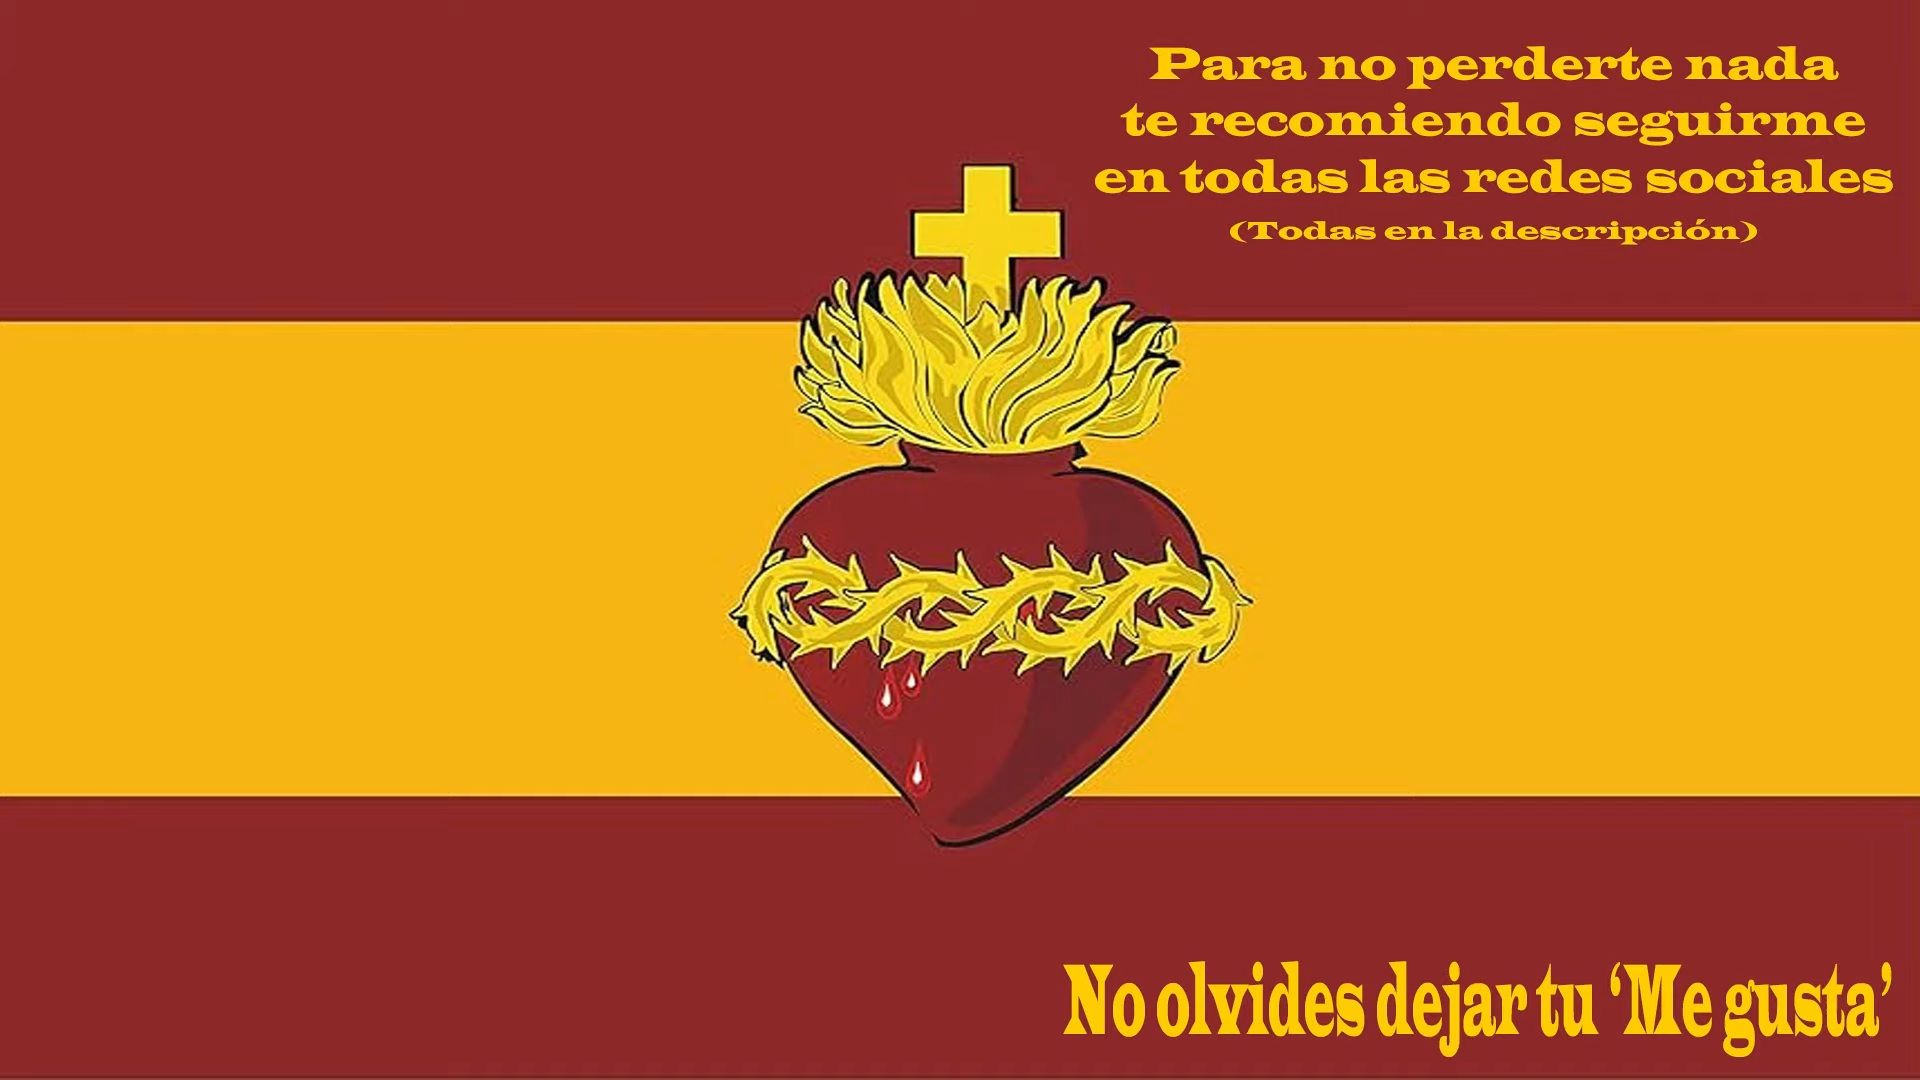 Para no perderte nada
te recomiendo seguirme
en todas las redes sociales
(Todas en la descripción)
No olvides dejar tu ‘Me gusta’